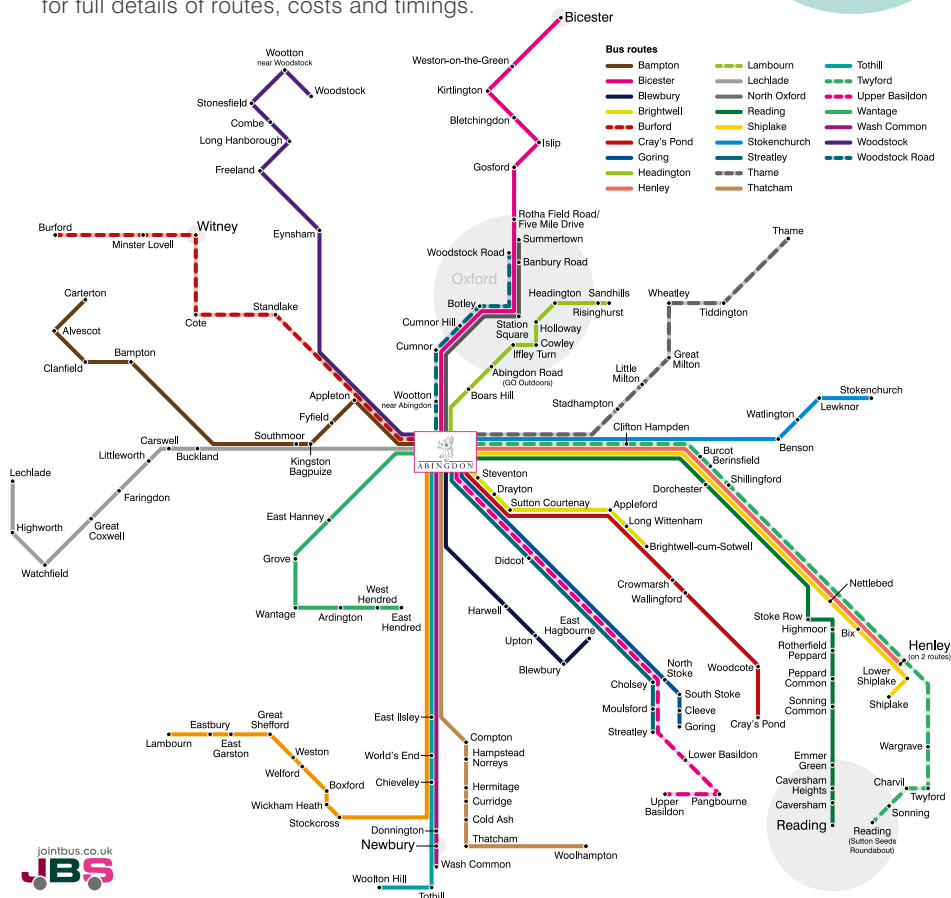 for full details of routes, costs and timings.
Bicester
Weston-on-the-Green
Kirtlington
Bletchingdon
Islip
Gosford
Rotha Field Road/
Five Mile Drive
Summertown
Woodstock Road
Banbury Road
Oxford
Botley
Cumnor Hill
Cumnor
Station
Square
Wootton
near Abingdon
Headington
Sandhills
Risinghurst
Holloway
Cowley
Iffley Turn
Abingdon Road
(GO Outdoors)
Boars Hill
Bus routes
Bampton
Bicester
Blewbury
Brightwell
Burford
Cray's Pond
Goring
Headington
Henley
Lambourn
Lechlade
North Oxford
Reading
Shiplake
Stokenchurch
Streatley
Thame
Thatcham
Tothill
Twyford
Upper Basildon
Wantage
Wash Common
Woodstock
Woodstock Road
Wootton
near Woodstock
Woodstock
Stonesfield
Combe
Long Hanborough
Freeland
Eynsham
Burford
Minster Lovell
Witney
Cote
Standlake
Carterton
Alvescot
Clanfield
Bampton
Appleton
Fyfield
Southmoor
Kingston
Bagpuize
Carswell
Buckland
Littleworth
Faringdon
Great
Coxwell
Lechlade
Highworth
Watchfield
ABINGDON
Thame
Wheatley
Tiddington
Great
Milton
Little
Milton
Stadhampton
Clifton Hampden
Stokenchurch
Lewknor
Watlington
Benson
Burcot
Berinsfield
Shillingford
Dorchester
Nettlebed
Stoke Row
Highmoor
Bix
Henley
(on 2 routes)
Rotherfield
Peppard
Peppard
Common
Sonning
Common
Lower
Shiplake
Shiplake
Emmer
Green
Caversham
Heights
Caversham
Reading
Wargrave
Charvil
Twyford
Sonning
Reading
(Sutton Seeds
Roundabout)
Steventon
Drayton
Sutton Courtenay
Appleford
Long Wittenham
Brightwell-cum-Sotwell
Crowmarsh
Wallingford
Woodcote
Cray's Pond
Didcot
North
Stoke
South Stoke
Cleeve
Goring
Cholsey
Moulsford
Streatley
Lower Basildon
Upper
Basildon
Pangbourne
Harwell
Upton
East
Hagbourne
Blewbury
East Hanney
Grove
Wantage
Ardington
West
Hendred
East
Hendred
East Ilsley
World's End
Chieveley
Donnington
Newbury
Wash Common
Woolton Hill
Tothill
Compton
Hampstead
Norreys
Hermitage
Curridge
Cold Ash
Thatcham
Woolhampton
Lambourn
Eastbury
East
Garston
Great
Shefford
Weston
Welford
Boxford
Wickham Heath
Stockcross
jointbus.co.uk
JBS